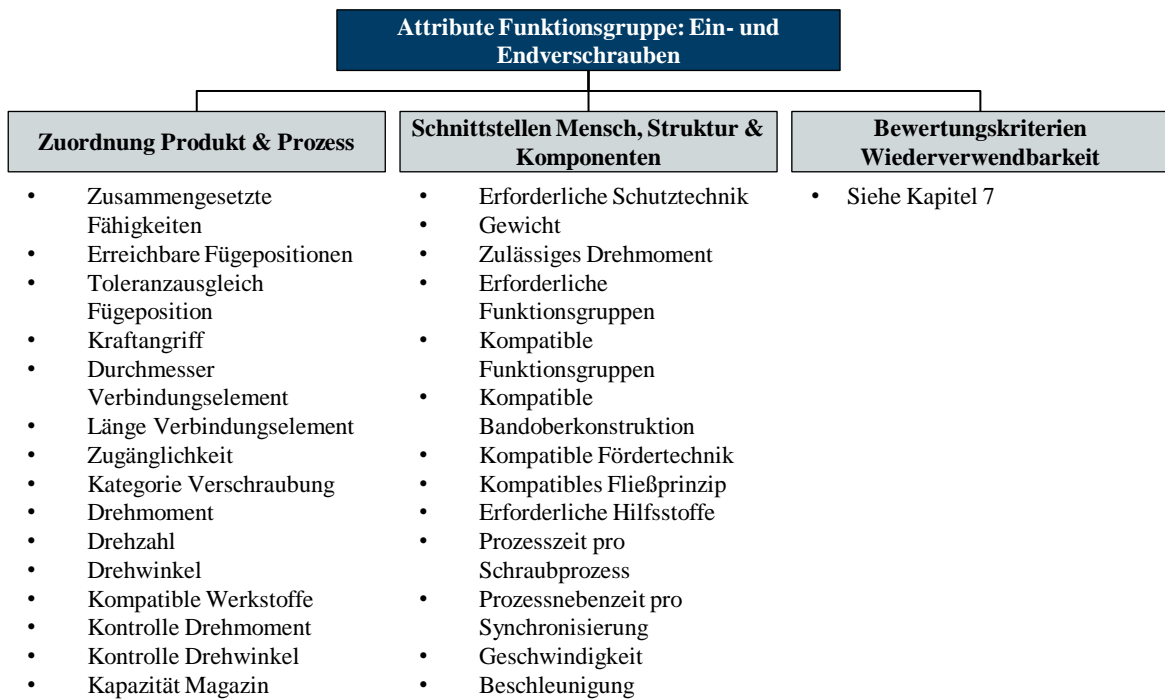 Attribute Funktionsgruppe: Ein- und
Endverschrauben
Zuordnung Produkt & Prozess
• Zusammengesetzte
Fähigkeiten
• Erreichbare Fügepositionen
• Toleranzausgleich
Fügeposition
• Kraftangriff
• Durchmesser
Verbindungselement
• Länge Verbindungselement
• Zugänglichkeit
• Kategorie Verschraubung
• Drehmoment
• Drehzahl
• Drehwinkel
• Kompatible Werkstoffe
• Kontrolle Drehmoment
• Kontrolle Drehwinkel
• Kapazität Magazin
Schnittstellen Mensch, Struktur &
Komponenten
• Erforderliche Schutztechnik
• Gewicht
• Zulässiges Drehmoment
• Erforderliche
Funktionsgruppen
• Kompatible
Funktionsgruppen
• Kompatible
Bandoberkonstruktion
• Kompatible Fördertechnik
• Kompatibles Fließprinzip
• Erforderliche Hilfsstoffe
• Prozesszeit pro
Schraubprozess
• Prozessnebenzeit pro
Synchronisierung
• Geschwindigkeit
• Beschleunigung
Bewertungskriterien
Wiederverwendbarkeit
• Siehe Kapitel 7